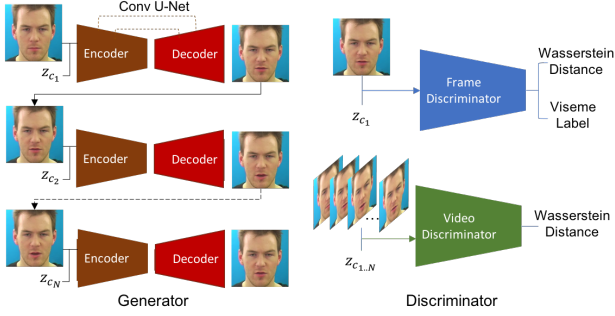 Conv U-Net
Encoder
Decoder
z_{c_1}
z_{c_2}
Encoder
Decoder
z_{c_N}
Encoder
Decoder
Generator
Frame
Discriminator
Wasserstein
Distance
Viseme
Label
z_{c_1}
Video
Discriminator
Wasserstein
Distance
...
z_{c_{1..N}}
Discriminator